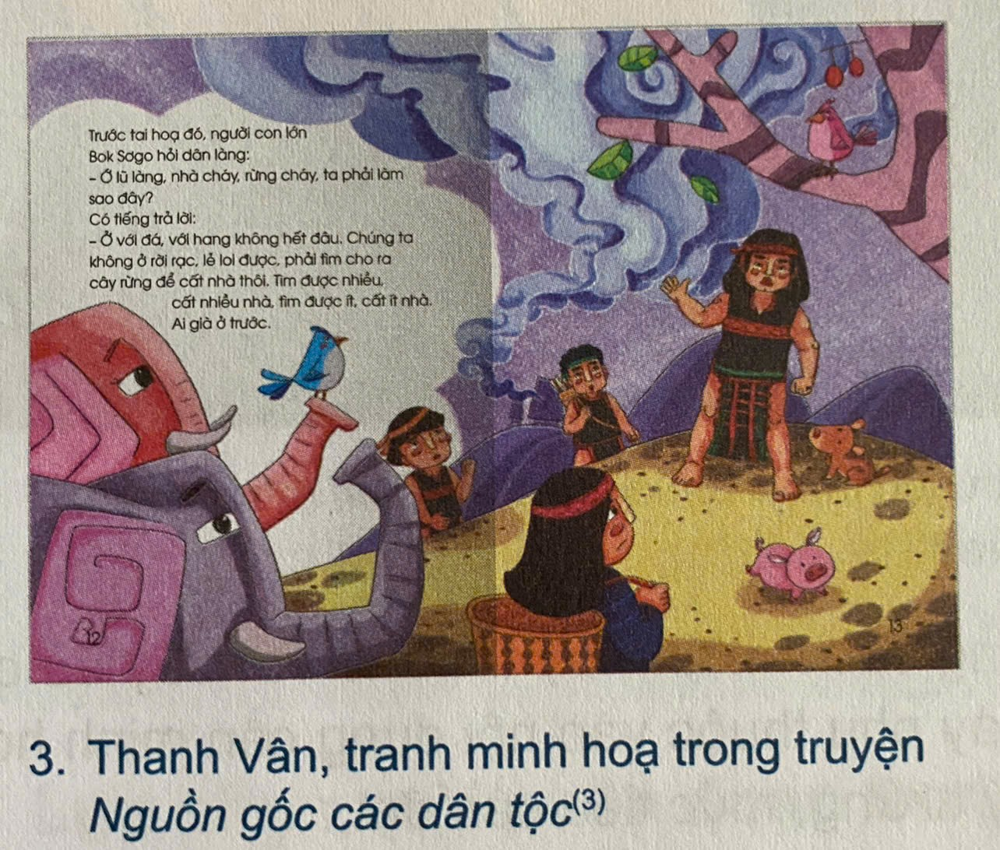 Trước tai hoạ đó, người con lớn
Bok Sơgo hỏi dân làng:
- Ớ lũ làng, nhà cháy, rừng cháy, ta phải làm
sao đây?
Có tiếng trả lời:
- Ở với đá, với hang không hết đâu. Chúng ta
không ở rời rạc, lẻ loi được, phải tìm cho ra
cây rừng để cất nhà thôi. Tìm được nhiều,
cất nhiều nhà, tìm được ít, cất ít nhà.
Ai già ở trước.
12
13
3. Thanh Vân, tranh minh hoạ trong truyện
Nguồn gốc các dân tộc(3)